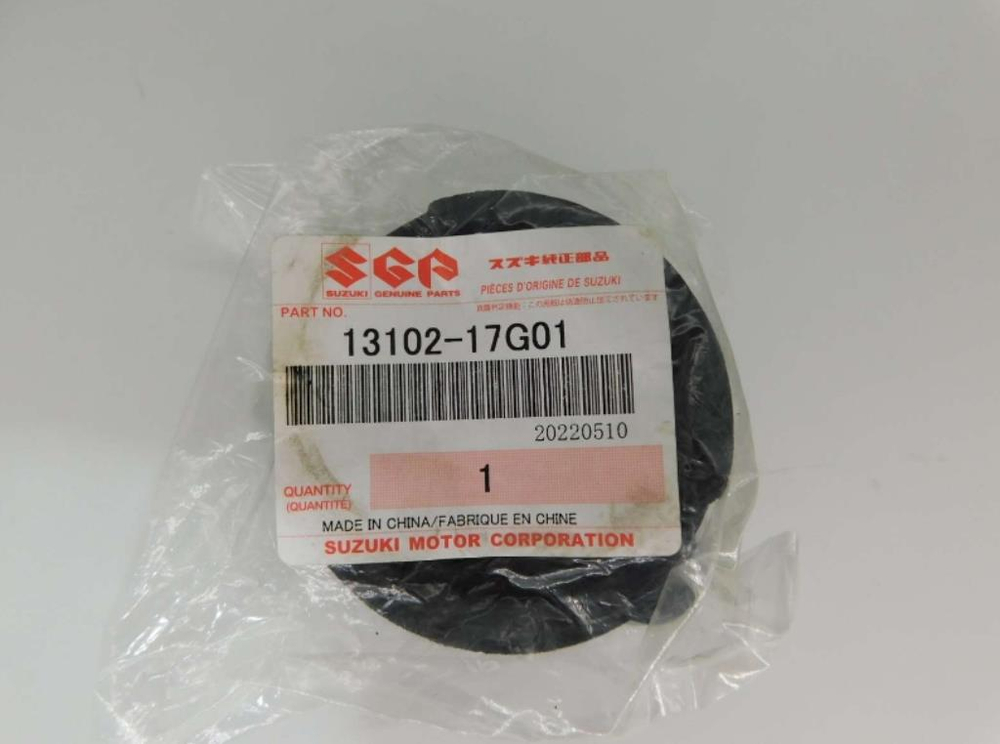 SGP
SUZUKI GENUINE PARTS
スズキ純正部品
PIÈCES D'ORIGINE DE SUZUKI
PART NO.
13102-17G01
20220510
QUANTITY
(QUANTITÉ)
1
MADE IN CHINA/FABRIQUE EN CHINE
SUZUKI MOTOR CORPORATION